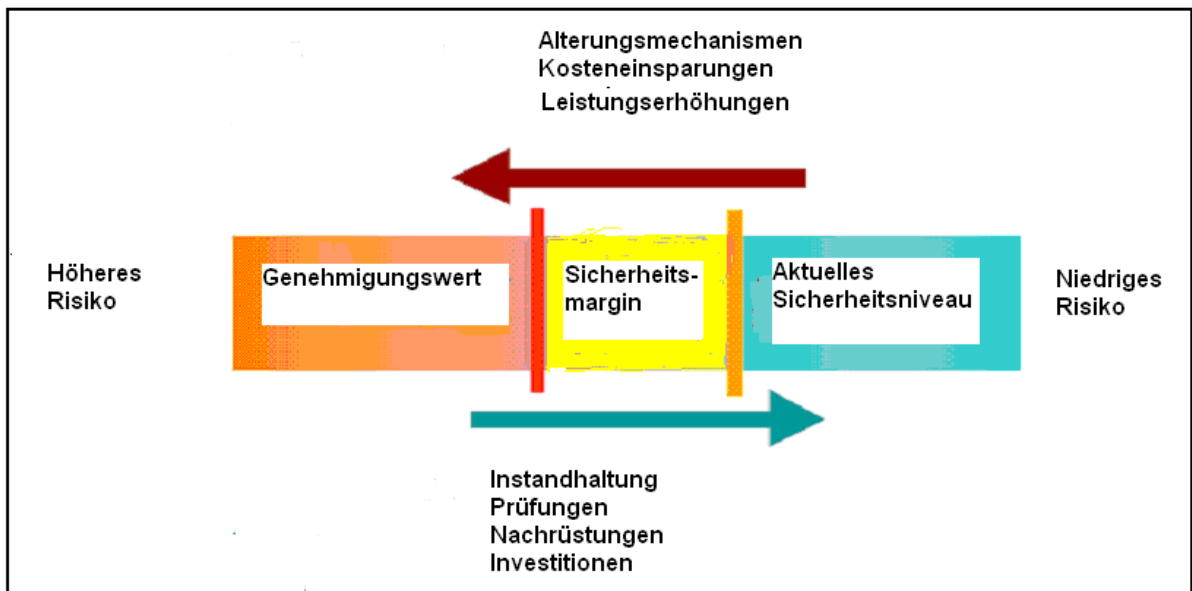 Alterungsmechanismen
Kosteneinsparungen
Leistungserhöhungen
Höheres
Risiko
Genehmigungswert
Sicherheits-
margin
Aktuelles
Sicherheitsniveau
Niedriges
Risiko
Instandhaltung
Prüfungen
Nachrüstungen
Investitionen